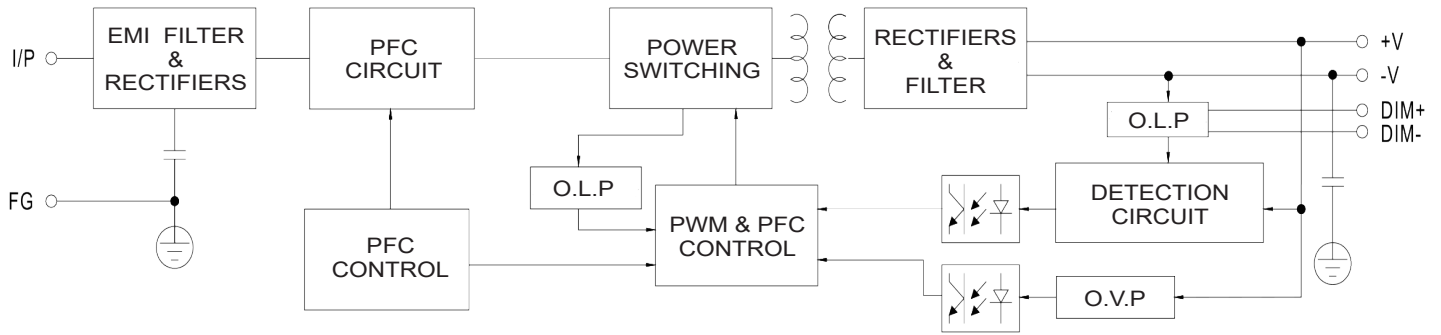 I/P
EMI FILTER
&
RECTIFIERS
PFC
CIRCUIT
POWER
SWITCHING
RECTIFIERS
&
FILTER
+V
-V
DIM+
DIM-
O.L.P
O.L.P
DETECTION
CIRCUIT
FG
PFC
CONTROL
PWM & PFC
CONTROL
O.V.P